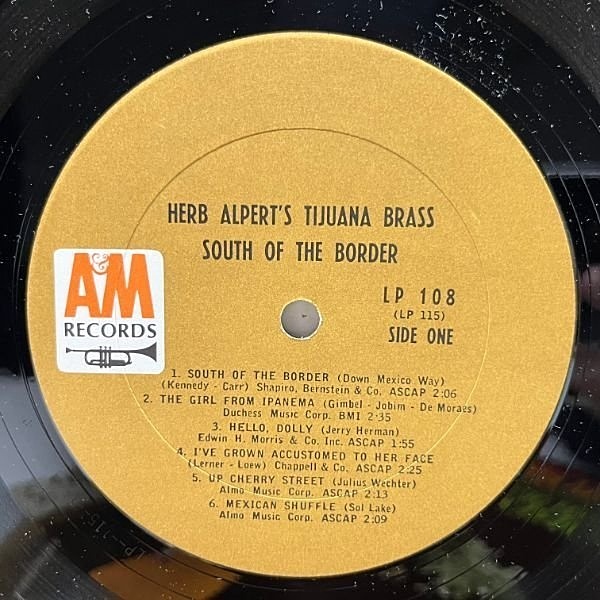 HERB ALPERT'S TIJUANA BRASS
SOUTH OF THE BORDER
A&M
RECORDS
LP 108
(LP 115)
SIDE ONE
1. SOUTH OF THE BORDER (Down Mexico Way)
(Kennedy - Carr) Shapiro, Bernstein & Co. ASCAP 2:06
2. THE GIRL FROM IPANEMA (Gimbel - Jobim - De Moraes)
Duchess Music Corp. BMI 2:35
3. HELLO, DOLLY (Jerry Herman)
Edwin H. Morris & Co. Inc. ASCAP 1:55
4. I'VE GROWN ACCUSTOMED TO HER FACE
(Lerner - Loew) Chappell & Co. ASCAP 2:25
5. UP CHERRY STREET (Julius Wechter)
Almo Music Corp. ASCAP 2:13
6. MEXICAN SHUFFLE (Sol Lake)
Almo Music Corp. ASCAP 2:09